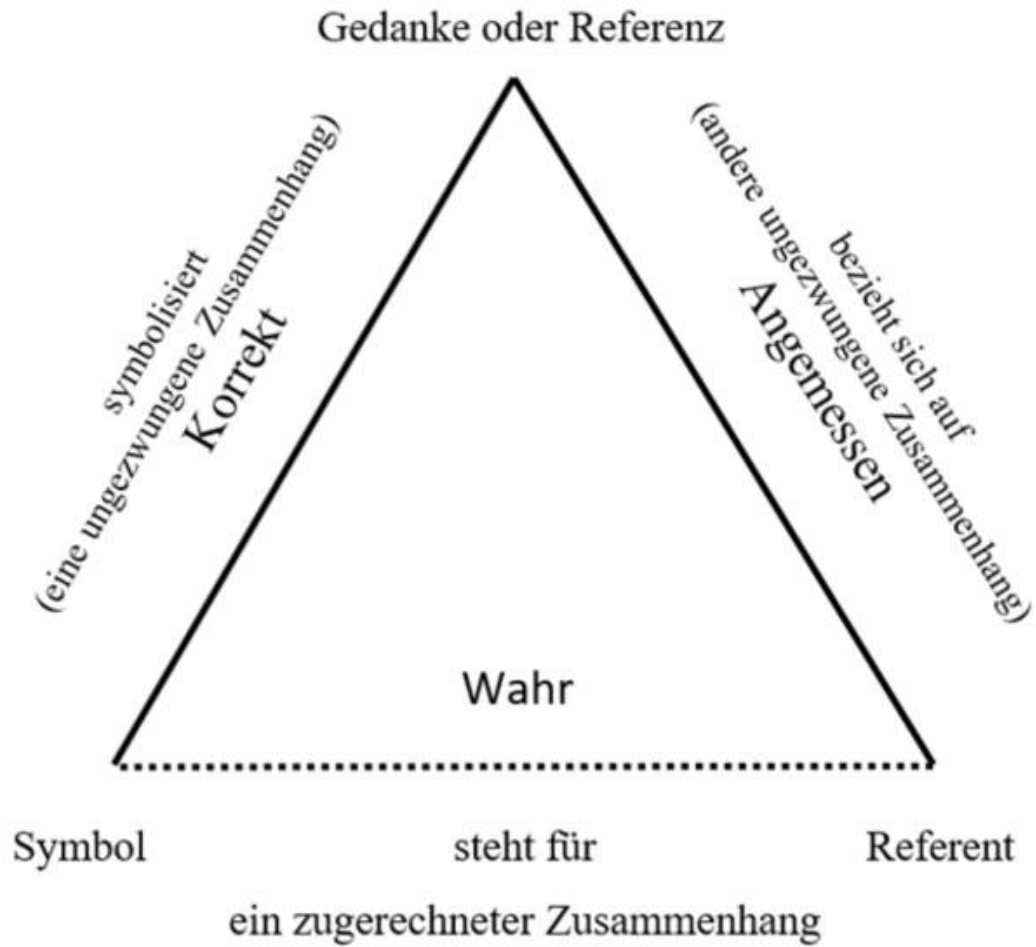 Gedanke oder Referenz
symbolisiert
(eine ungezwungene Zusammenhang)
Korrekt
bezieht sich auf
(andere ungezwungene Zusammenhang)
Angemessen
Wahr
Symbol steht für Referent
ein zugerechneter Zusammenhang